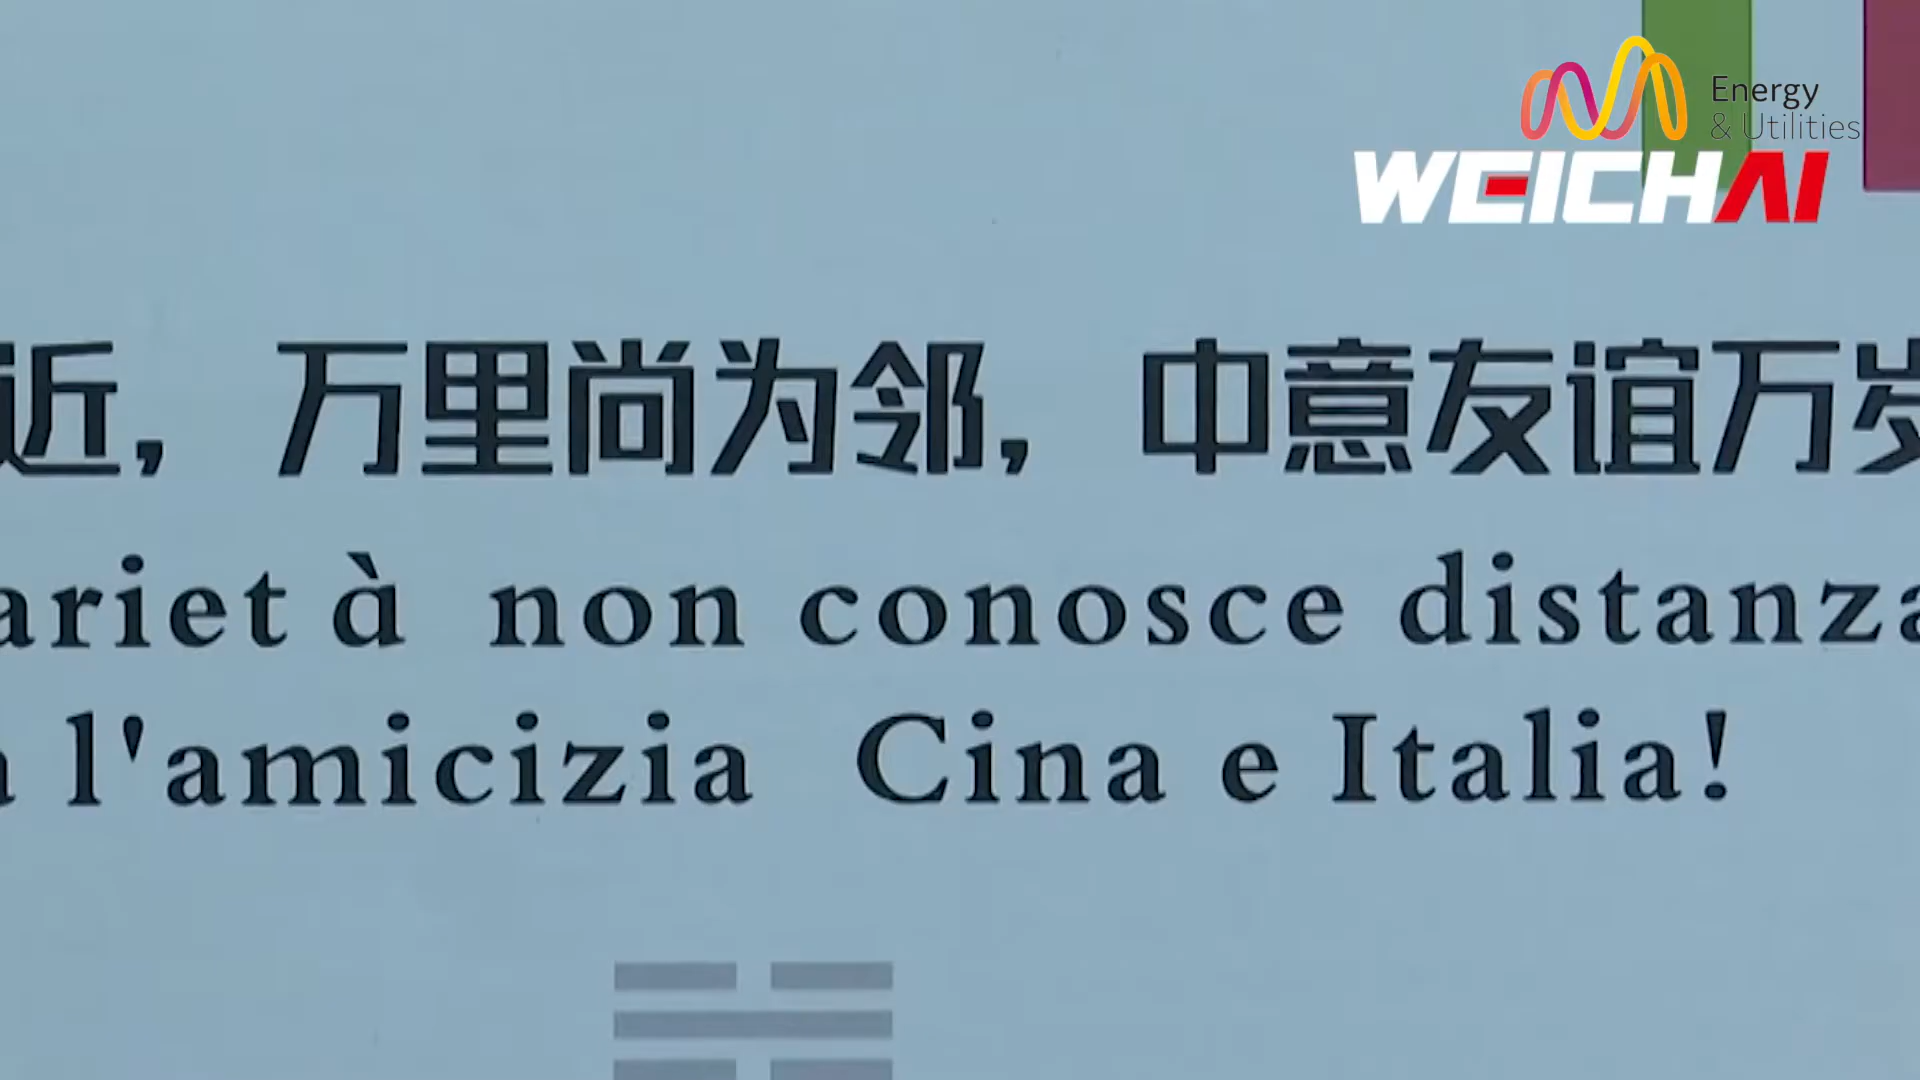 Energy
& Utilities
WEICHAI
近，万里尚为邻，中意友谊万岁
ariet à non conosce distanza
l'amicizia Cina e Italia!